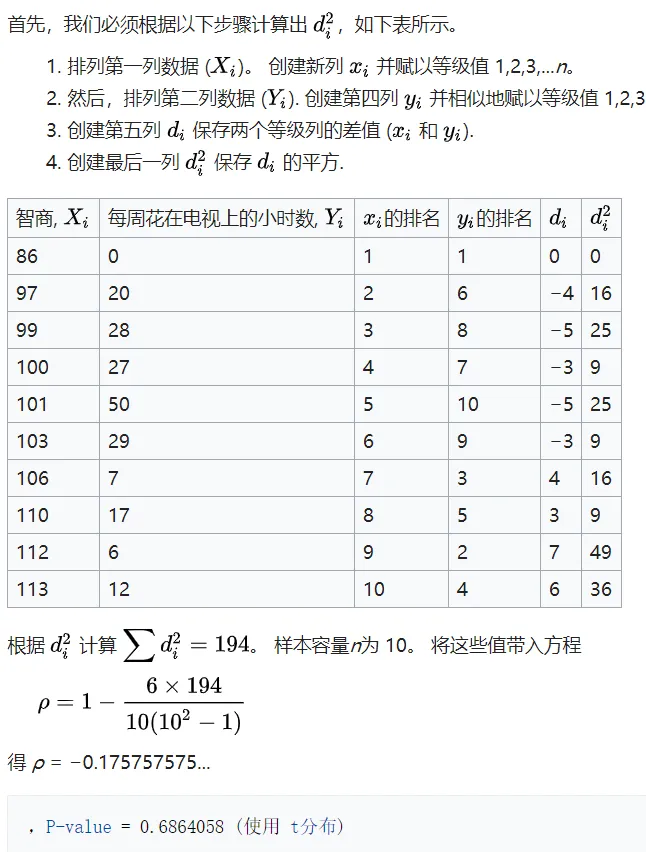 首先，我们必须根据以下步骤计算出 d_i^2，如下表所示。
1. 排列第一列数据 (X_i)。 创建新列 x_i 并赋以等级值 1,2,3,...n。
2. 然后，排列第二列数据 (Y_i). 创建第四列 y_i 并相似地赋以等级值 1,2,3
3. 创建第五列 d_i 保存两个等级列的差值 (x_i 和 y_i).
4. 创建最后一列 d_i^2 保存 d_i 的平方.
智商, X_i 每周花在电视上的小时数, Y_i x_i的排名 y_i的排名 d_i d_i^2
86 0 1 1 0 0
97 20 2 6 −4 16
99 28 3 8 −5 25
100 27 4 7 −3 9
101 50 5 10 −5 25
103 29 6 9 −3 9
106 7 7 3 4 16
110 17 8 5 3 9
112 6 9 2 7 49
113 12 10 4 6 36
根据 d_i^2 计算 ∑ d_i^2 = 194。 样本容量n为 10。 将这些值带入方程
ρ = 1 − 6 × 194 / 10(10^2 − 1)
得 ρ = −0.175757575...
，P-value = 0.6864058 (使用 t分布)